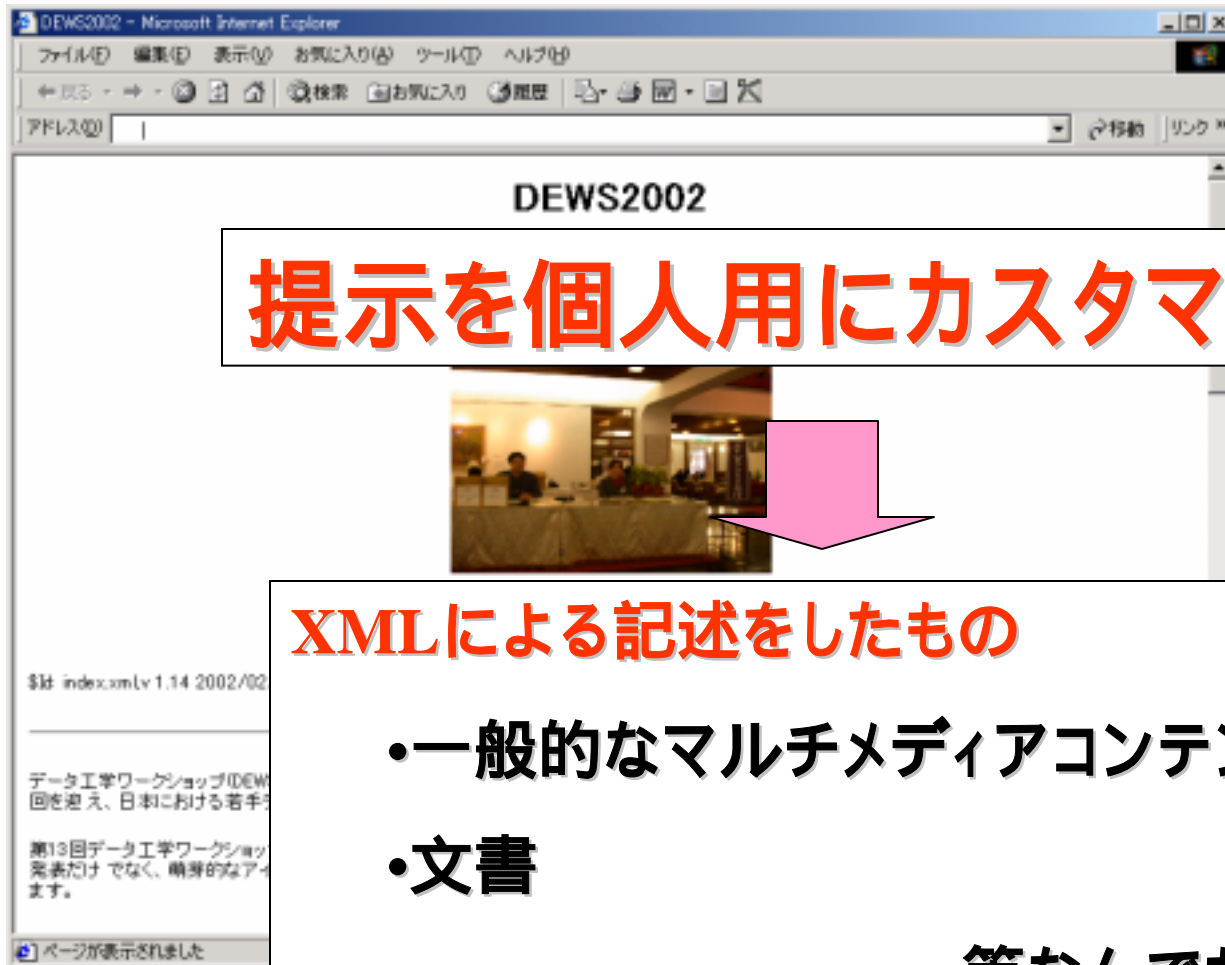 DEWS2002 - Microsoft Internet Explorer
ファイル(F) 編集(E) 表示(V) お気に入り(A) ツール(T) ヘルプ(H)
戻る 検索 お気に入り 履歴
アドレス(D) 移動 リンク »
DEWS2002
提示を個人用にカスタマ
XMLによる記述をしたもの
$Id: index.xml,v 1.14 2002/02
•一般的なマルチメディアコンテン
データ工学ワークショップ(DEW
回を迎え、日本における若手
•文書
第13回データ工学ワークショッ
発表だけ でなく、萌芽的なアイ
ます。
ページが表示されました